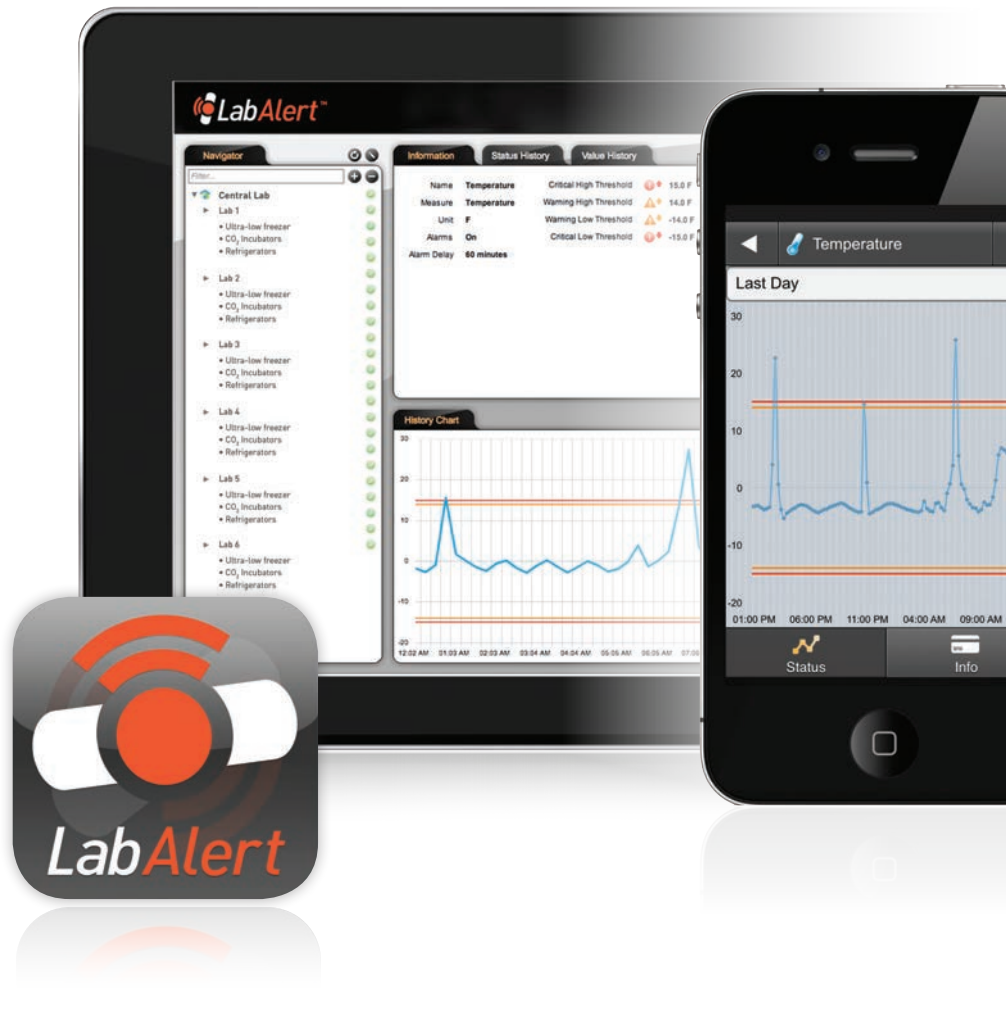 LabAlert™
Navigator
Filter...
Central Lab
Lab 1
• Ultra-low freezer
• CO₂ Incubators
• Refrigerators
Lab 2
• Ultra-low freezer
• CO₂ Incubators
• Refrigerators
Lab 3
• Ultra-low freezer
• CO₂ Incubators
• Refrigerators
Lab 4
• Ultra-low freezer
• CO₂ Incubators
• Refrigerators
Lab 5
• Ultra-low freezer
• CO₂ Incubators
• Refrigerators
Lab 6
• Ultra-low freezer
• CO₂ Incubators
• Refrigerators
Information Status History Value History
Name Temperature Critical High Threshold 15.0 F
Measure Temperature Warning High Threshold 14.0 F
Unit F Warning Low Threshold -14.0 F
Alarms On Critical Low Threshold -15.0 F
Alarm Delay 60 minutes
History Chart
30
20
10
0
-10
-20
12:02 AM 01:03 AM 02:03 AM 03:04 AM 04:04 AM 05:05 AM 06:05 AM 07:0
Temperature
Last Day
30
20
10
0
-10
-20
01:00 PM 06:00 PM 11:00 PM 04:00 AM 09:00 AM
Status Info
LabAlert